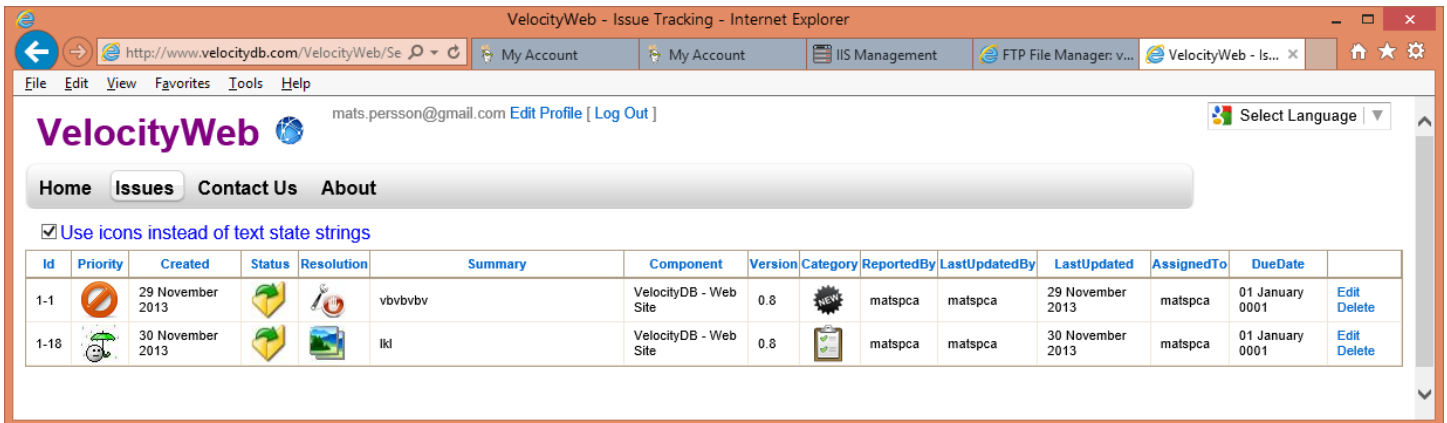 VelocityWeb - Issue Tracking - Internet Explorer
http://www.velocitydb.com/VelocityWeb/Se
My Account
My Account
IIS Management
FTP File Manager: v...
VelocityWeb - Is...
File Edit View Favorites Tools Help
mats.persson@gmail.com Edit Profile [ Log Out ]
Select Language
VelocityWeb
Home Issues Contact Us About
Use icons instead of text state strings
Id Priority Created Status Resolution Summary Component Version Category ReportedBy LastUpdatedBy LastUpdated AssignedTo DueDate
1-1 29 November 2013 vbvbvbv VelocityDB - Web Site 0.8 NEW matspca matspca 29 November 2013 matspca 01 January 0001 Edit Delete
1-18 30 November 2013 lkl VelocityDB - Web Site 0.8 matspca matspca 30 November 2013 matspca 01 January 0001 Edit Delete